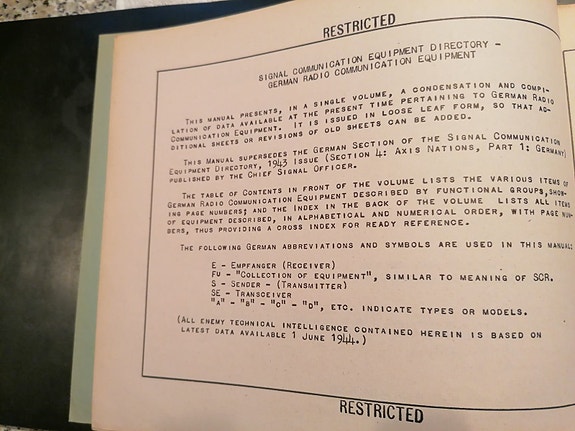 RESTRICTED
SIGNAL COMMUNICATION EQUIPMENT DIRECTORY -
GERMAN RADIO COMMUNICATION EQUIPMENT
THIS MANUAL PRESENTS, IN A SINGLE VOLUME, A CONDENSATION AND COMPI-
LATION OF DATA AVAILABLE AT THE PRESENT TIME PERTAINING TO GERMAN RADIO
COMMUNICATION EQUIPMENT. IT IS ISSUED IN LOOSE LEAF FORM, SO THAT AD-
DITIONAL SHEETS OR REVISIONS OF OLD SHEETS CAN BE ADDED.
THIS MANUAL SUPERSEDES THE GERMAN SECTION OF THE SIGNAL COMMUNICATION
EQUIPMENT DIRECTORY, 1943 ISSUE (SECTION 4: AXIS NATIONS, PART 1: GERMANY)
PUBLISHED BY THE CHIEF SIGNAL OFFICER.
THE TABLE OF CONTENTS IN FRONT OF THE VOLUME LISTS THE VARIOUS ITEMS OF
GERMAN RADIO COMMUNICATION EQUIPMENT DESCRIBED BY FUNCTIONAL GROUPS, SHOW-
ING PAGE NUMBERS; AND THE INDEX IN THE BACK OF THE VOLUME LISTS ALL ITEMS
OF EQUIPMENT DESCRIBED, IN ALPHABETICAL AND NUMERICAL ORDER, WITH PAGE NUM-
BERS, THUS PROVIDING A CROSS INDEX FOR READY REFERENCE.
THE FOLLOWING GERMAN ABBREVIATIONS AND SYMBOLS ARE USED IN THIS MANUAL:
E - EMPFANGER (RECEIVER)
FU - "COLLECTION OF EQUIPMENT", SIMILAR TO MEANING OF SCR.
S - SENDER - (TRANSMITTER)
SE - TRANSCEIVER
"A" - "B" - "C" - "D", ETC. INDICATE TYPES OR MODELS.
(ALL ENEMY TECHNICAL INTELLIGENCE CONTAINED HEREIN IS BASED ON
LATEST DATA AVAILABLE 1 JUNE 1944.)
RESTRICTED